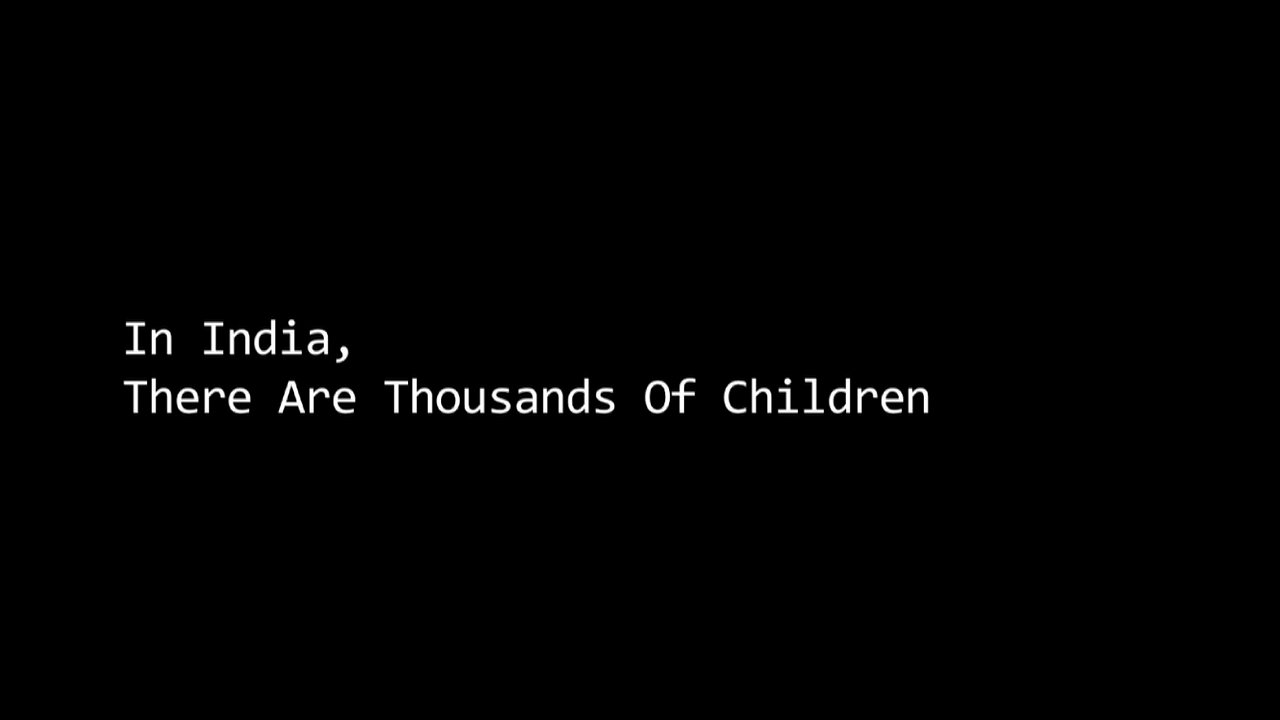 In India,
There Are Thousands Of Children